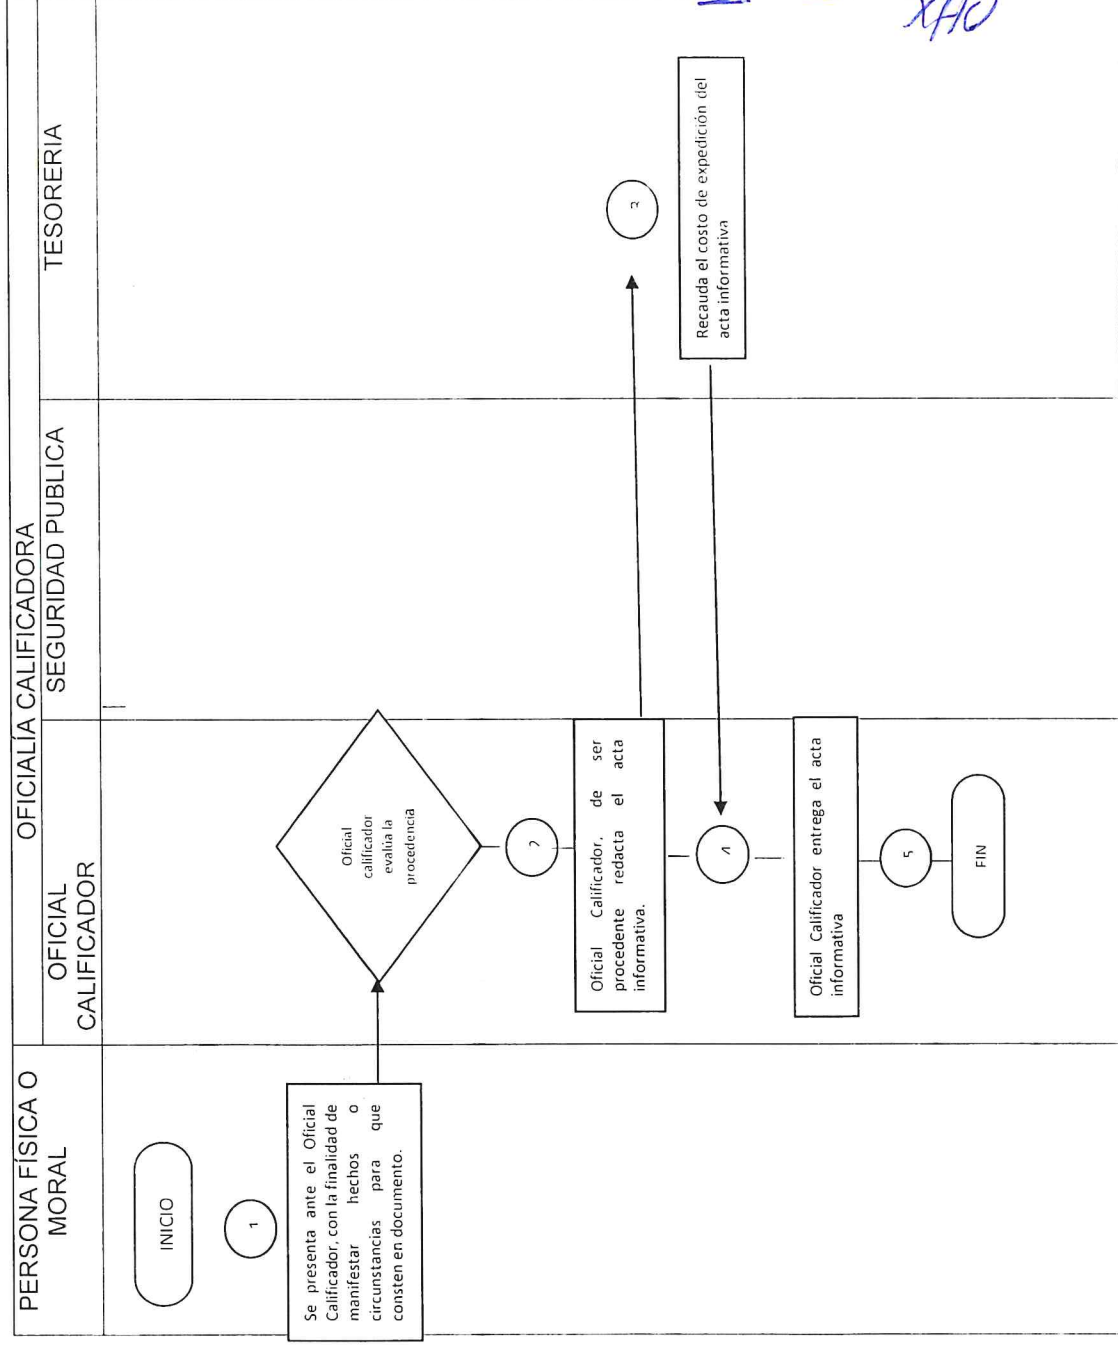 PERSONA FÍSICA O
MORAL
OFICIALÍA CALIFICADORA
OFICIAL
CALIFICADOR
SEGURIDAD PUBLICA
TESORERIA
INICIO
1
Se presenta ante el Oficial
Calificador, con la finalidad de
manifestar hechos o
circunstancias para que
consten en documento.
Oficial
calificador
evalúa la
procedencia
2
Oficial Calificador, de ser
procedente redacta el acta
informativa.
3
Recauda el costo de expedición del
acta informativa
4
Oficial Calificador entrega el acta
informativa
5
FIN